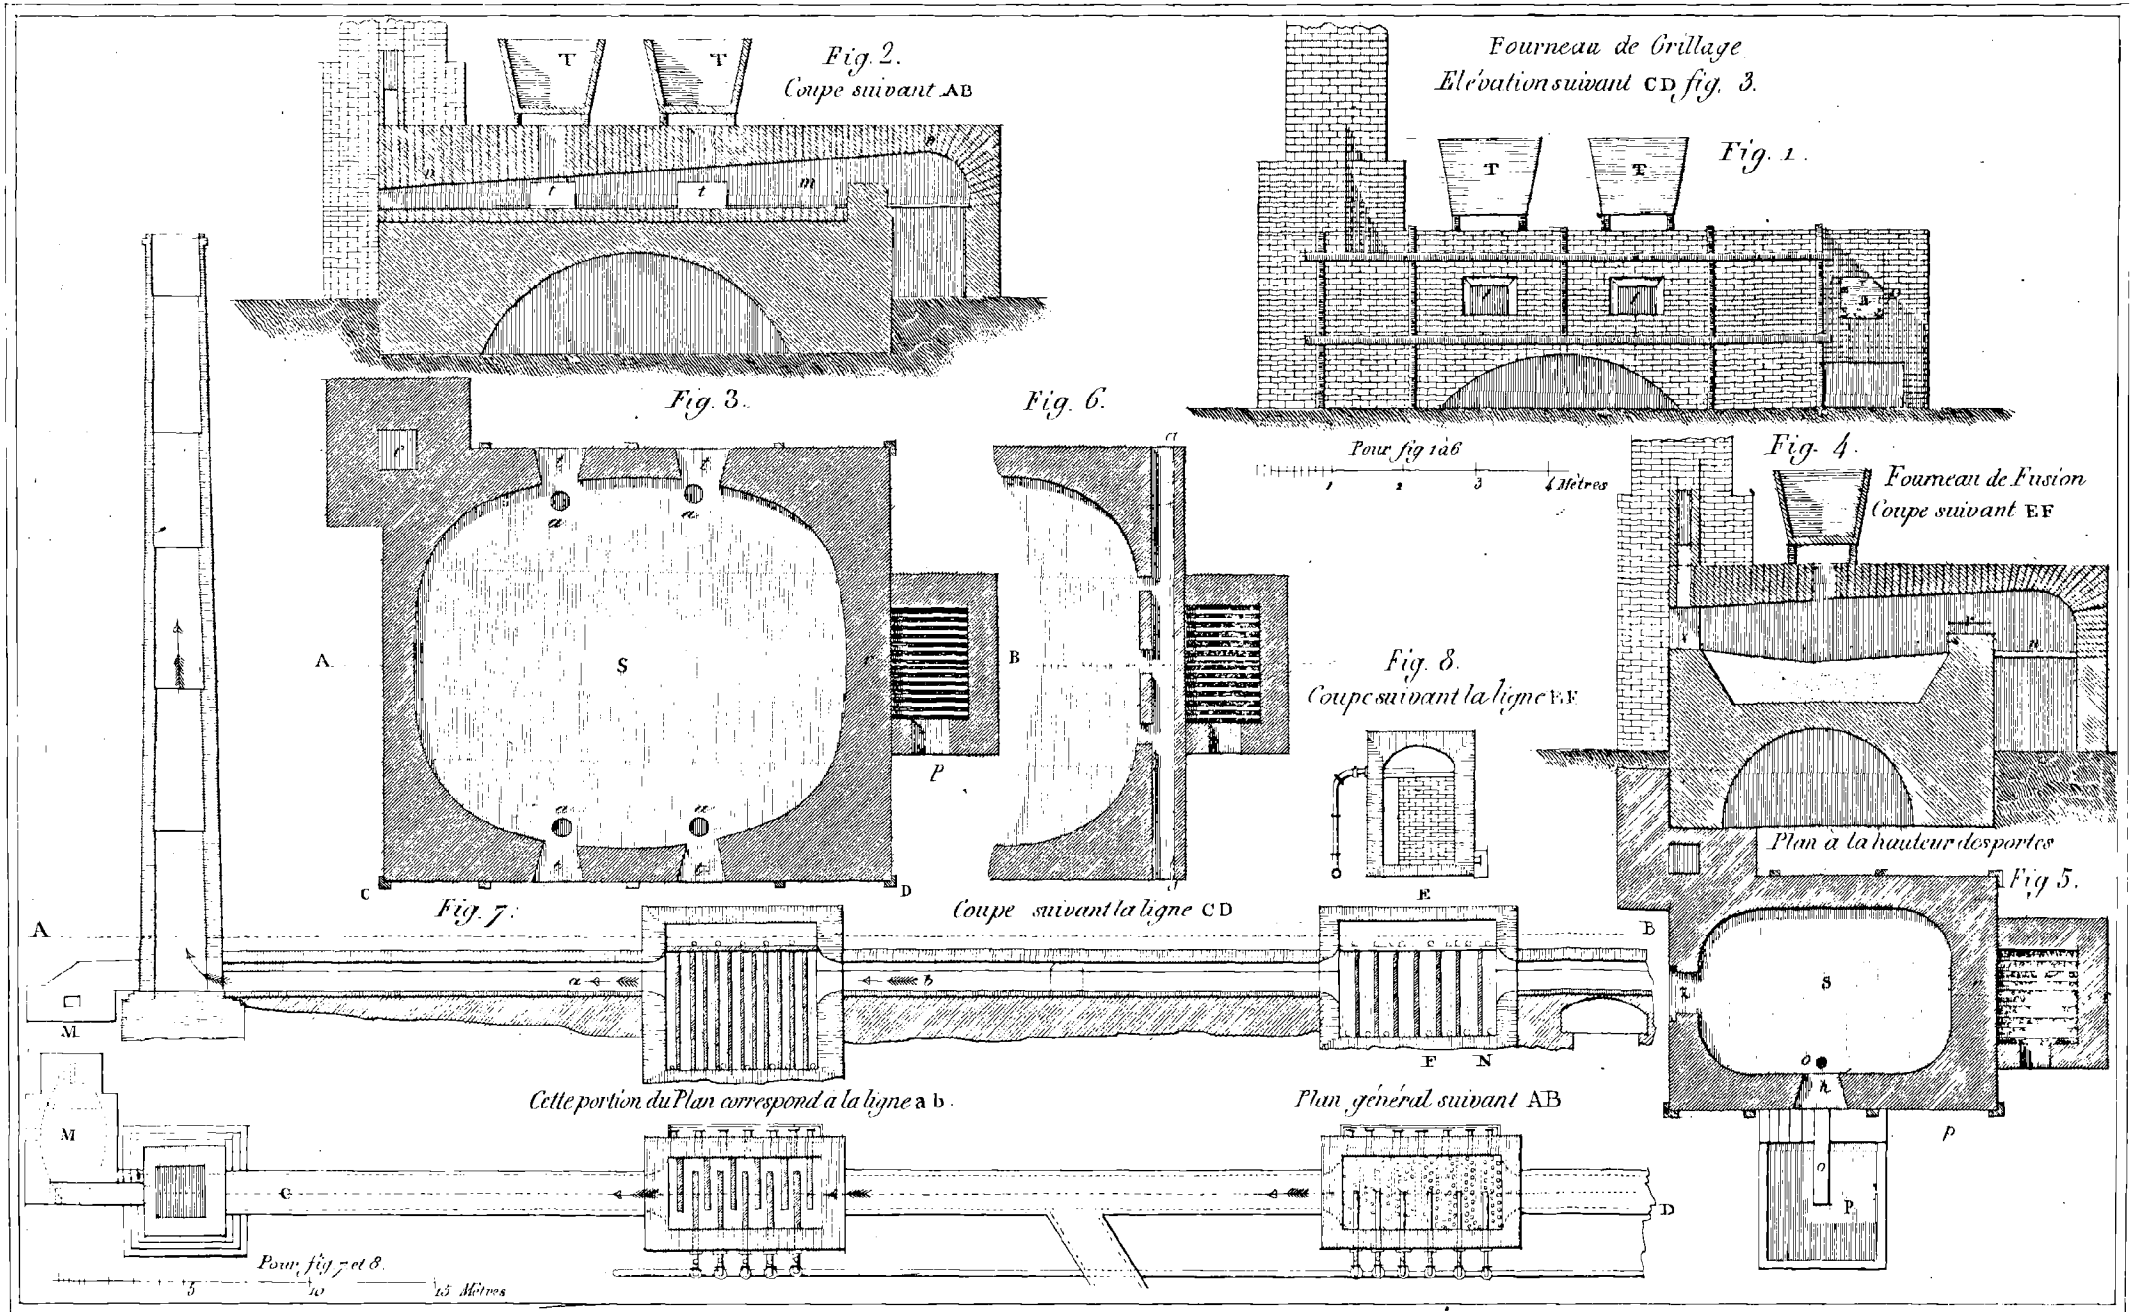 Fig. 2.
Coupe suivant AB
T
T
n
t
t
m
Fourneau de Grillage
Elévation suivant CD fig. 3.
Fig. 1.
T
T
Fig. 3.
A
S
B
t
t
a
a
a
a
t
t
p
C
D
Fig. 6.
Pour fig 1 à 6
1
2
3
4 Mètres
Fig. 4.
Fourneau de Fusion
Coupe suivant EF
Fig. 8.
Coupe suivant la ligne EF
Plan à la hauteur des portes
Fig 5.
S
o
h
p
o
P
Fig. 7.
Coupe suivant la ligne CD
E
A
B
a
b
M
F
N
Cette portion du Plan correspond à la ligne a b.
Plan général suivant AB
M
C
D
Pour fig 7 et 8.
5
10
15 Mètres